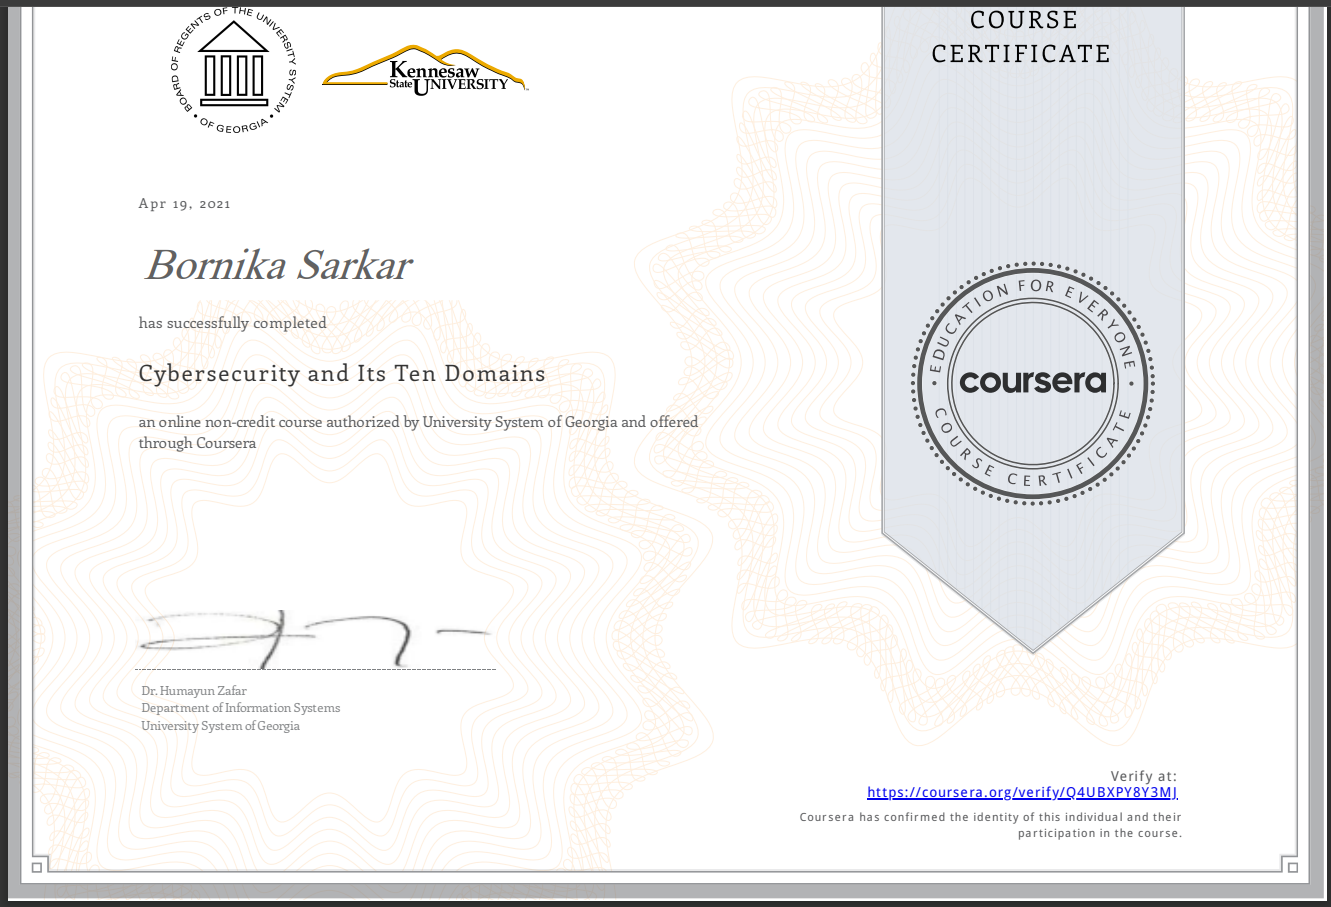 BOARD OF REGENTS OF THE UNIVERSITY SYSTEM
• OF GEORGIA •
Kennesaw
State UNIVERSITY
COURSE
CERTIFICATE
Apr 19, 2021
Bornika Sarkar
has successfully completed
Cybersecurity and Its Ten Domains
an online non-credit course authorized by University System of Georgia and offered
through Coursera
• EDUCATION FOR EVERYONE •
coursera
COURSE CERTIFICATE
Dr. Humayun Zafar
Department of Information Systems
University System of Georgia
Verify at:
https://coursera.org/verify/Q4UBXPY8Y3MJ
Coursera has confirmed the identity of this individual and their
participation in the course.